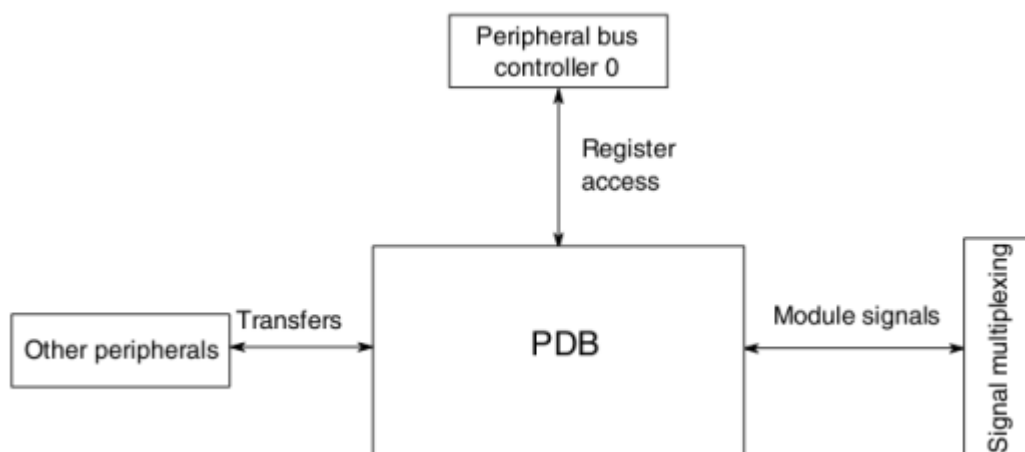 Peripheral bus
controller 0
Register
access
Transfers
Other peripherals
PDB
Module signals
Signal multiplexing